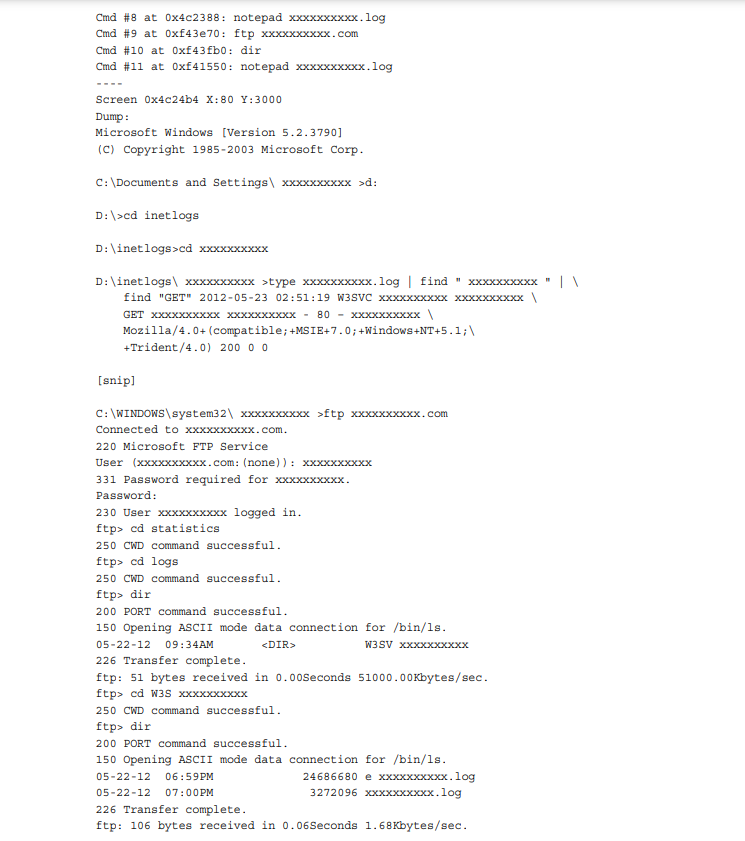 Cmd #8 at 0x4c2388: notepad xxxxxxxxxx.log
Cmd #9 at 0xf43e70: ftp xxxxxxxxxx.com
Cmd #10 at 0xf43fb0: dir
Cmd #11 at 0xf41550: notepad xxxxxxxxxx.log
----
Screen 0x4c24b4 X:80 Y:3000
Dump:
Microsoft Windows [Version 5.2.3790]
(C) Copyright 1985-2003 Microsoft Corp.

C:\Documents and Settings\ xxxxxxxxxx >d:

D:\>cd inetlogs

D:\inetlogs>cd xxxxxxxxxx

D:\inetlogs\ xxxxxxxxxx >type xxxxxxxxxx.log | find " xxxxxxxxxx " | \
    find "GET" 2012-05-23 02:51:19 W3SVC xxxxxxxxxx xxxxxxxxxx \
    GET xxxxxxxxxx xxxxxxxxxx - 80 – xxxxxxxxxx \
    Mozilla/4.0+(compatible;+MSIE+7.0;+Windows+NT+5.1;\
    +Trident/4.0) 200 0 0

[snip]

C:\WINDOWS\system32\ xxxxxxxxxx >ftp xxxxxxxxxx.com
Connected to xxxxxxxxxx.com.
220 Microsoft FTP Service
User (xxxxxxxxxx.com:(none)): xxxxxxxxxx
331 Password required for xxxxxxxxxx.
Password:
230 User xxxxxxxxxx logged in.
ftp> cd statistics
250 CWD command successful.
ftp> cd logs
250 CWD command successful.
ftp> dir
200 PORT command successful.
150 Opening ASCII mode data connection for /bin/ls.
05-22-12  09:34AM       <DIR>          W3SV xxxxxxxxxx
226 Transfer complete.
ftp: 51 bytes received in 0.00Seconds 51000.00Kbytes/sec.
ftp> cd W3S xxxxxxxxxx
250 CWD command successful.
ftp> dir
200 PORT command successful.
150 Opening ASCII mode data connection for /bin/ls.
05-22-12  06:59PM             24686680 e xxxxxxxxxx.log
05-22-12  07:00PM              3272096 xxxxxxxxxx.log
226 Transfer complete.
ftp: 106 bytes received in 0.06Seconds 1.68Kbytes/sec.